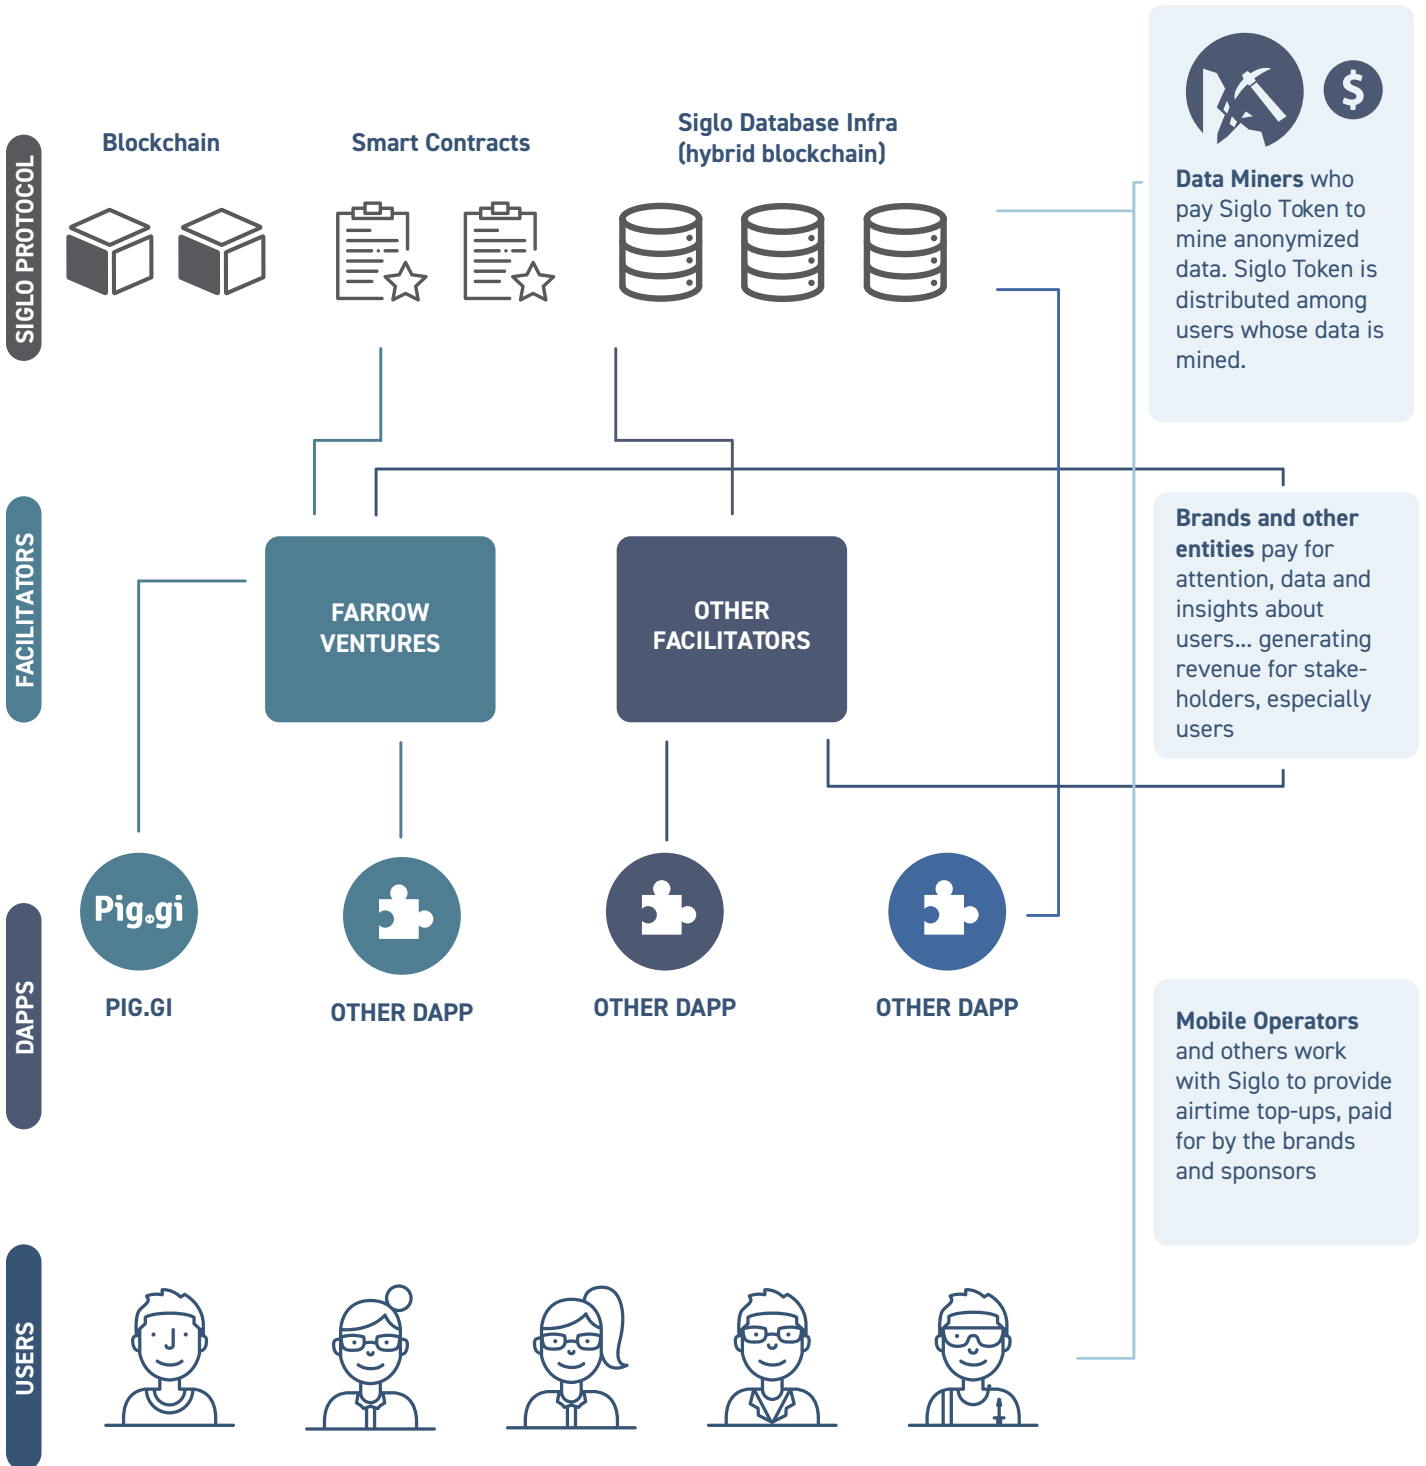 SIGLO PROTOCOL
Blockchain
Smart Contracts
Siglo Database Infra
(hybrid blockchain)
$
Data Miners who
pay Siglo Token to
mine anonymized
data. Siglo Token is
distributed among
users whose data is
mined.
FACILITATORS
FARROW
VENTURES
OTHER
FACILITATORS
Brands and other
entities pay for
attention, data and
insights about
users... generating
revenue for stake-
holders, especially
users
DAPPS
Pig.gi
PIG.GI
OTHER DAPP
OTHER DAPP
OTHER DAPP
Mobile Operators
and others work
with Siglo to provide
airtime top-ups, paid
for by the brands
and sponsors
USERS